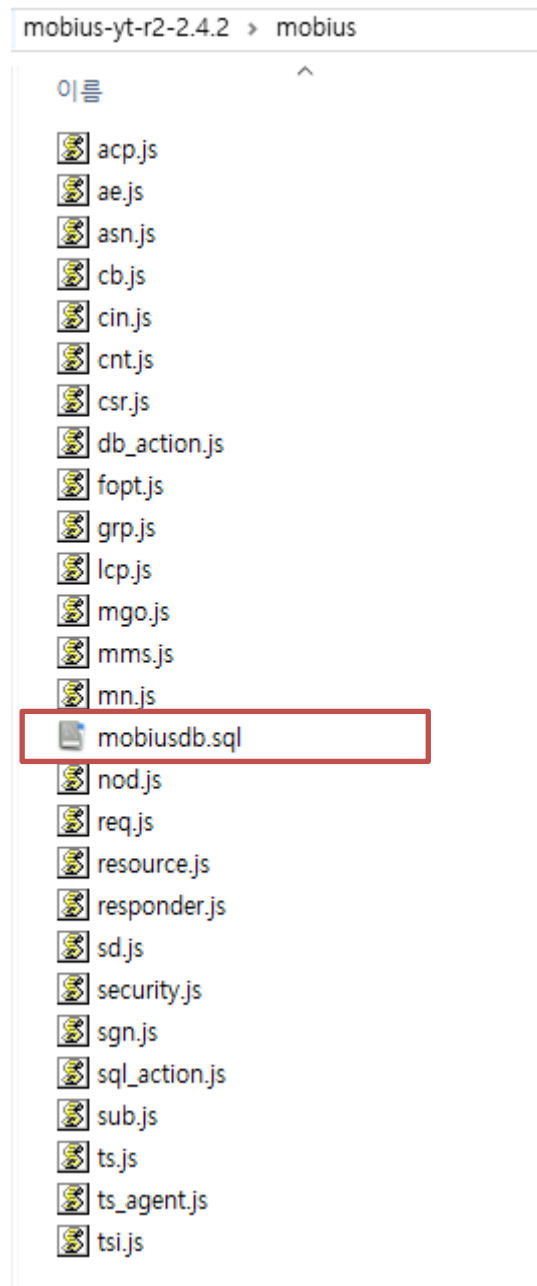 mobius-yt-r2-2.4.2 > mobius
이름
acp.js
ae.js
asn.js
cb.js
cin.js
cnt.js
csr.js
db_action.js
fopt.js
grp.js
lcp.js
mgo.js
mms.js
mn.js
mobiusdb.sql
nod.js
req.js
resource.js
responder.js
sd.js
security.js
sgn.js
sql_action.js
sub.js
ts.js
ts_agent.js
tsi.js